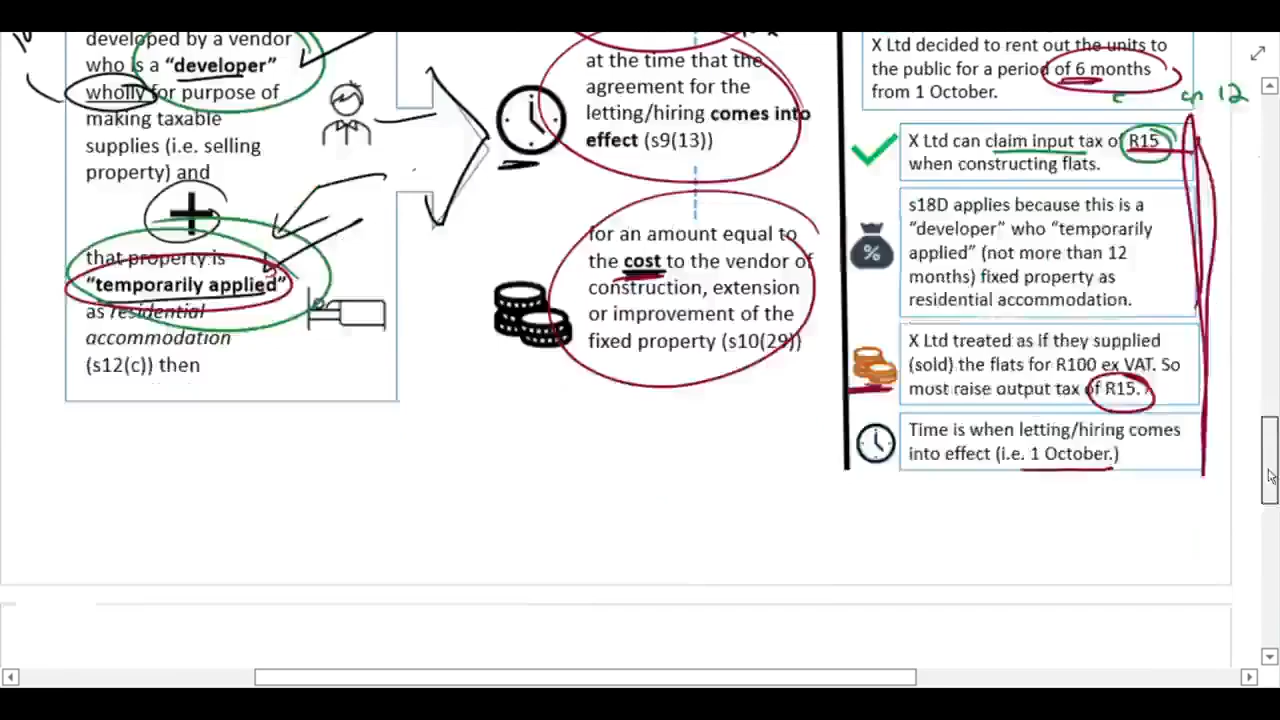 developed by a vendor
who is a “developer”
wholly for purpose of
making taxable
supplies (i.e. selling
property) and
that property is
“temporarily applied”
as residential
accommodation
(s12(c)) then
at the time that the
agreement for the
letting/hiring comes into
effect (s9(13))
for an amount equal to
the cost to the vendor of
construction, extension
or improvement of the
fixed property (s10(29))
X Ltd decided to rent out the units to
the public for a period of 6 months
from 1 October.
12
X Ltd can claim input tax of R15
when constructing flats.
%
s18D applies because this is a
“developer” who “temporarily
applied” (not more than 12
months) fixed property as
residential accommodation.
X Ltd treated as if they supplied
(sold) the flats for R100 ex VAT. So
most raise output tax of R15.
Time is when letting/hiring comes
into effect (i.e. 1 October.)